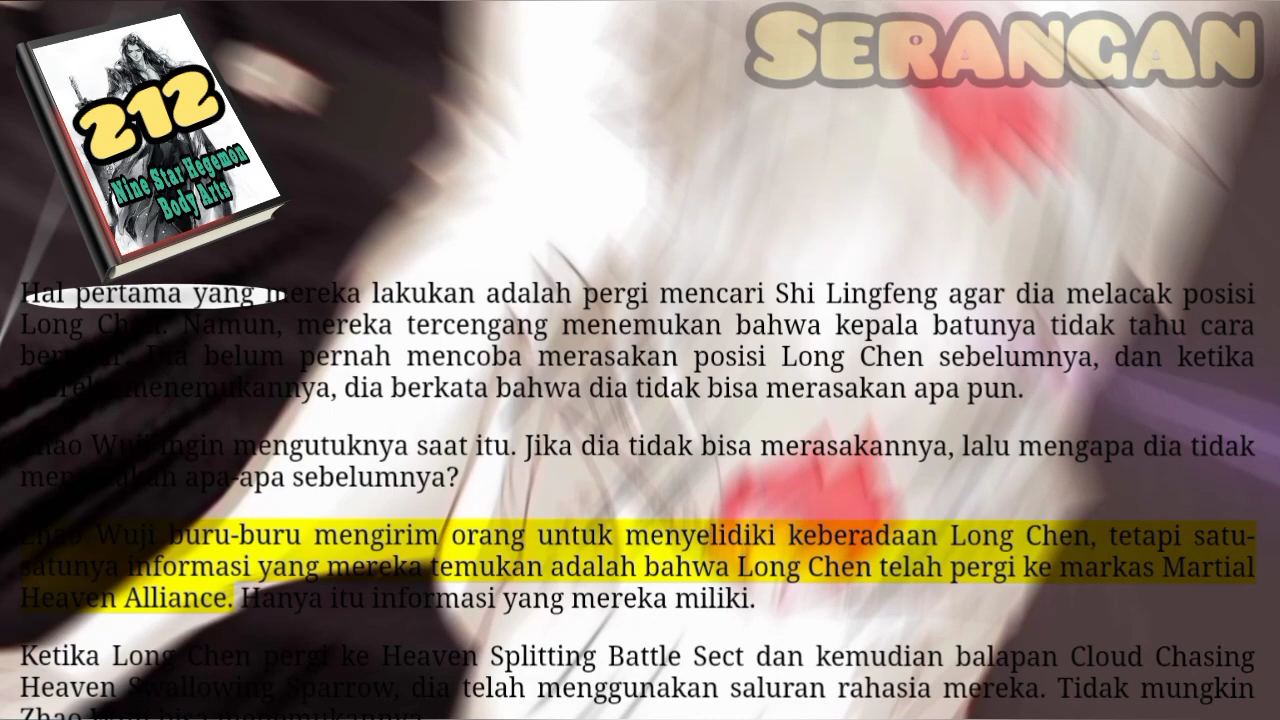 SERANGAN
212
Nine Star Hegemon
Body Arts
Hal pertama yang mereka lakukan adalah pergi mencari Shi Lingfeng agar dia melacak posisi
Long Chen. Namun, mereka tercengang menemukan bahwa kepala batunya tidak tahu cara
berpikir. Dia belum pernah mencoba merasakan posisi Long Chen sebelumnya, dan ketika
mereka menemukannya, dia berkata bahwa dia tidak bisa merasakan apa pun.
Zhao Wuji ingin mengutuknya saat itu. Jika dia tidak bisa merasakannya, lalu mengapa dia tidak
mengatakan apa-apa sebelumnya?
Zhao Wuji buru-buru mengirim orang untuk menyelidiki keberadaan Long Chen, tetapi satu-
satunya informasi yang mereka temukan adalah bahwa Long Chen telah pergi ke markas Martial
Heaven Alliance. Hanya itu informasi yang mereka miliki.
Ketika Long Chen pergi ke Heaven Splitting Battle Sect dan kemudian balapan Cloud Chasing
Heaven Swallowing Sparrow, dia telah menggunakan saluran rahasia mereka. Tidak mungkin
Zhao Wuji bisa menemukannya.